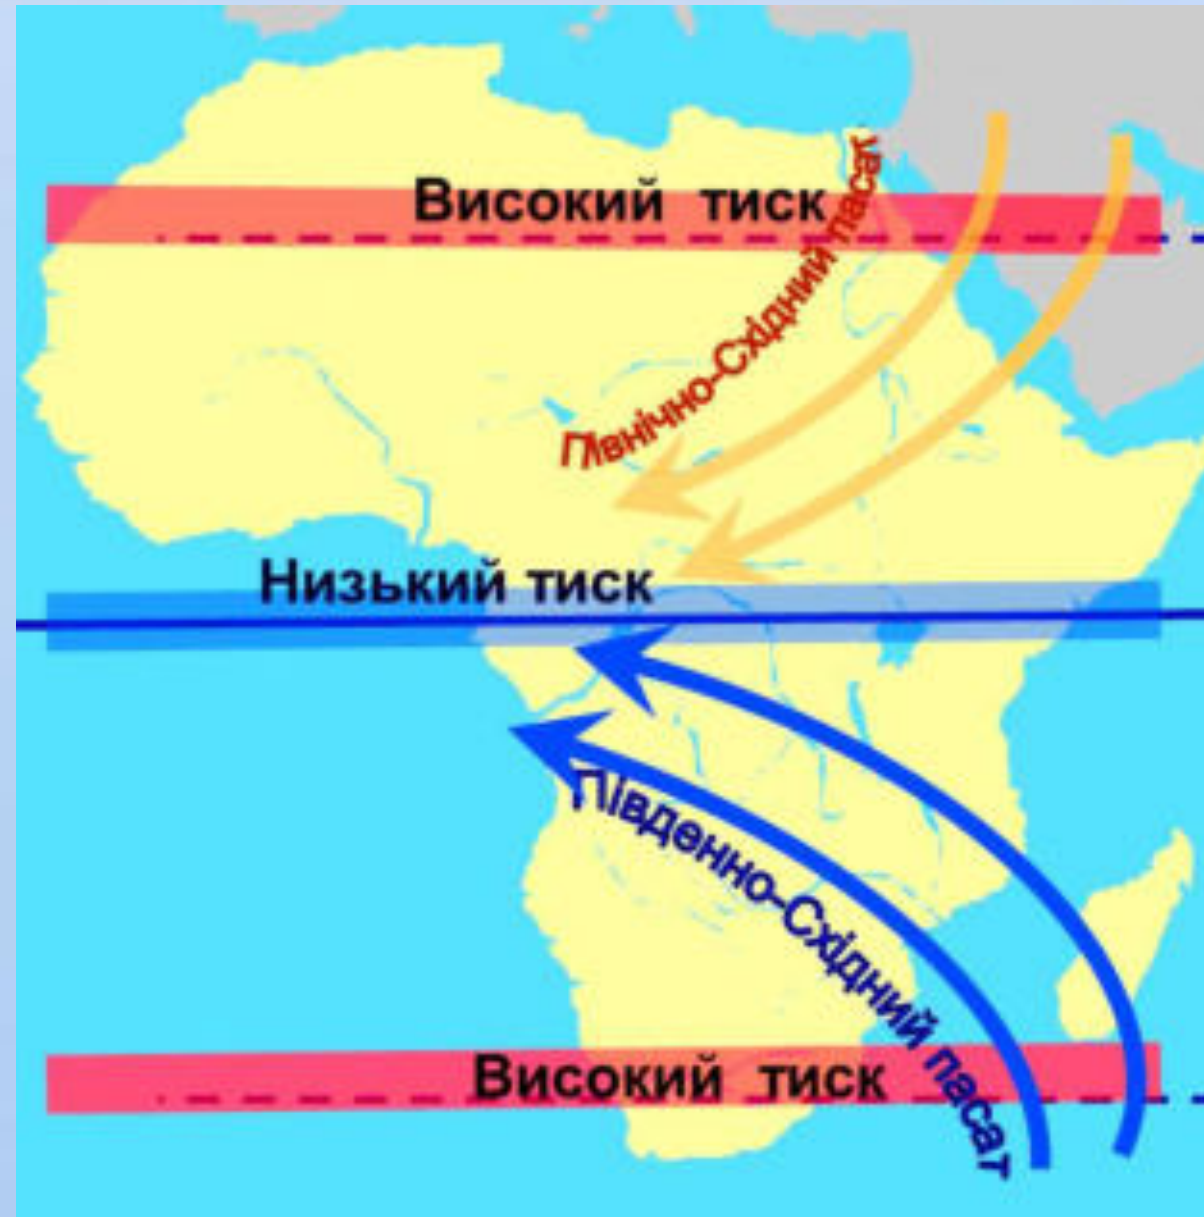 Високий тиск
Північно-Східний пасат
Низький тиск
Південно-Східний пасат
Високий тиск